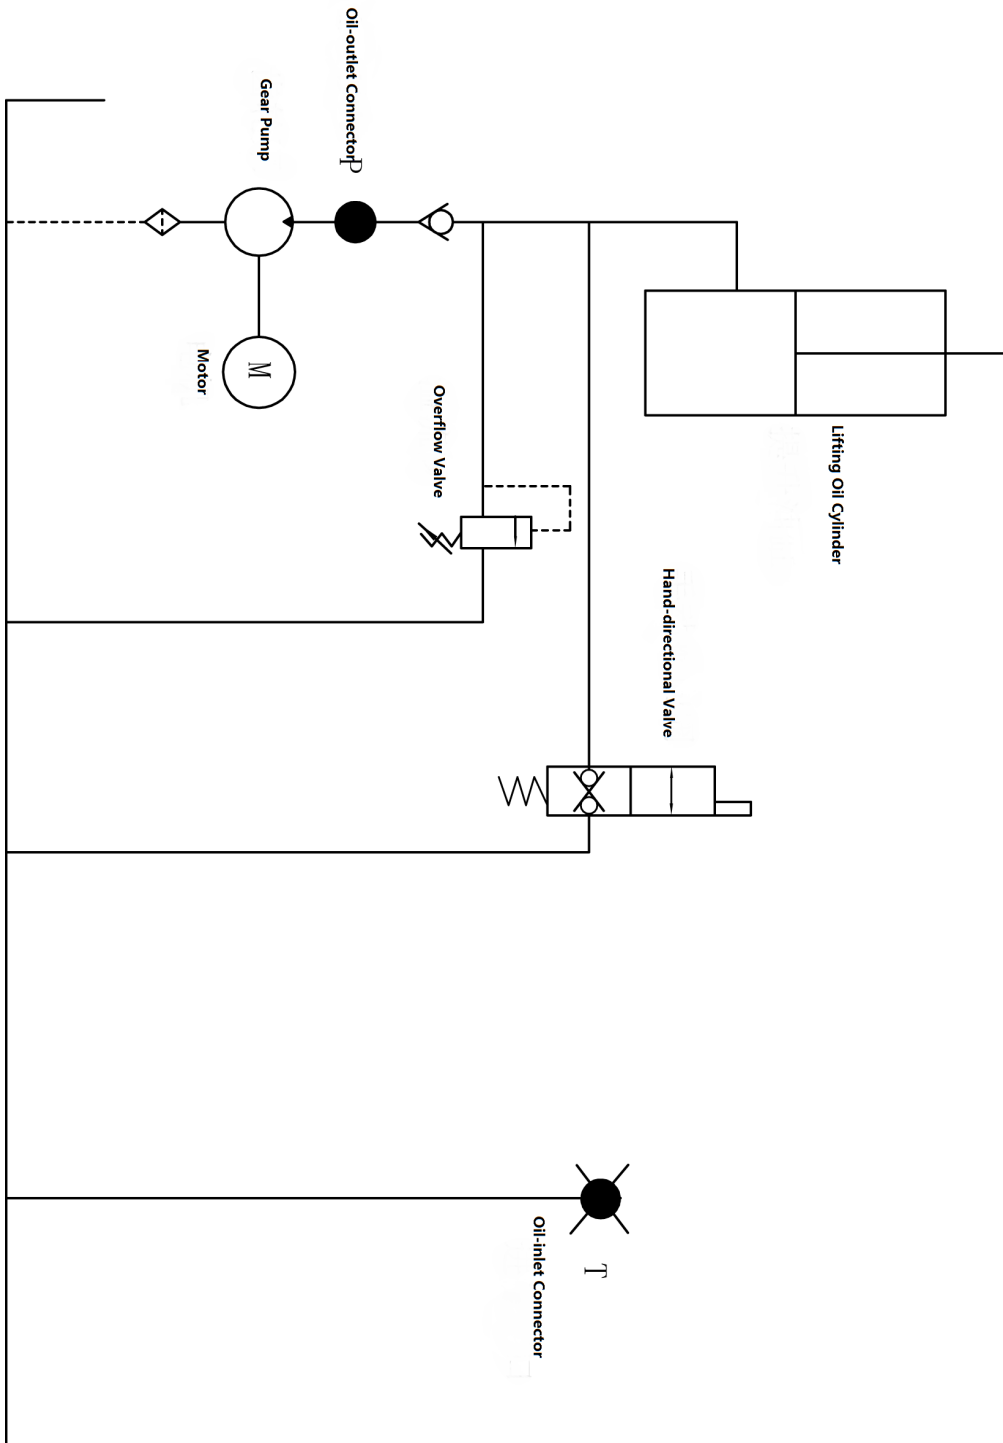 Oil-outlet Connector
P
Gear Pump
Motor
M
Overflow Valve
Lifting Oil Cylinder
Hand-directional Valve
Oil-inlet Connector
T